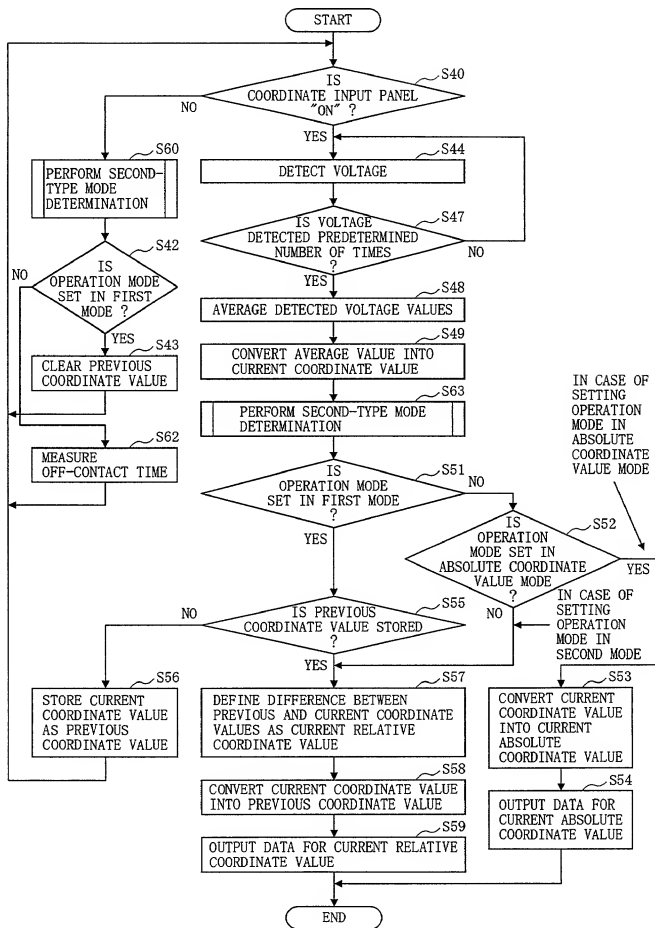 START
S40
IS
COORDINATE INPUT PANEL
"ON" ?
NO
YES
S60
PERFORM SECOND-
TYPE MODE
DETERMINATION
S44
DETECT VOLTAGE
S42
IS
OPERATION MODE
SET IN FIRST
MODE ?
NO
YES
S47
IS VOLTAGE
DETECTED PREDETERMINED
NUMBER OF TIMES
?
NO
YES
S43
CLEAR PREVIOUS
COORDINATE VALUE
S48
AVERAGE DETECTED VOLTAGE VALUES
S49
CONVERT AVERAGE VALUE INTO
CURRENT COORDINATE VALUE
S62
MEASURE
OFF-CONTACT TIME
S63
PERFORM SECOND-TYPE MODE
DETERMINATION
IN CASE OF
SETTING
OPERATION
MODE IN
ABSOLUTE
COORDINATE
VALUE MODE
S51
IS
OPERATION MODE
SET IN FIRST MODE
?
NO
YES
S52
IS
OPERATION
MODE SET IN
ABSOLUTE COORDINATE
VALUE MODE
?
YES
NO
IN CASE OF
SETTING
OPERATION
MODE IN
SECOND MODE
S55
IS PREVIOUS
COORDINATE VALUE STORED
?
NO
YES
S56
STORE CURRENT
COORDINATE VALUE
AS PREVIOUS
COORDINATE VALUE
S57
DEFINE DIFFERENCE BETWEEN
PREVIOUS AND CURRENT COORDINATE
VALUES AS CURRENT RELATIVE
COORDINATE VALUE
S53
CONVERT CURRENT
COORDINATE VALUE
INTO CURRENT
ABSOLUTE
COORDINATE VALUE
S58
CONVERT CURRENT COORDINATE VALUE
INTO PREVIOUS COORDINATE VALUE
S54
OUTPUT DATA FOR
CURRENT ABSOLUTE
COORDINATE VALUE
S59
OUTPUT DATA FOR CURRENT RELATIVE
COORDINATE VALUE
END